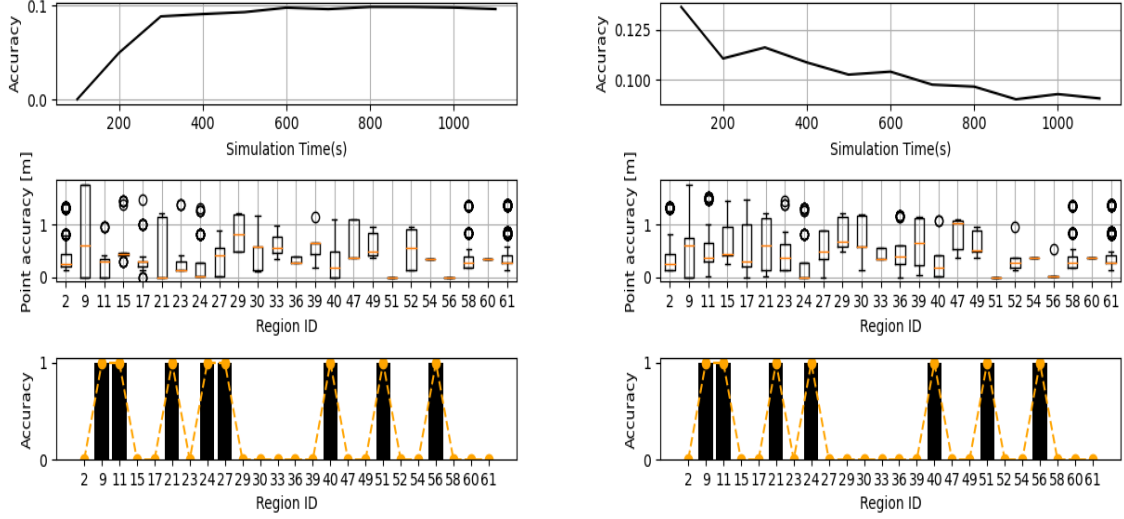 0.1
0.0
Accuracy
200 400 600 800 1000
Simulation Time(s)
0.125
0.100
Accuracy
200 400 600 800 1000
Simulation Time(s)
1
0
Point accuracy [m]
2 9 11 15 17 21 23 24 27 29 30 33 36 39 40 47 49 51 52 54 56 58 60 61
Region ID
1
0
Point accuracy [m]
2 9 11 15 17 21 23 24 27 29 30 33 36 39 40 47 49 51 52 54 56 58 60 61
Region ID
1
0
Accuracy
2 9 11 15 17 21 23 24 27 29 30 33 36 39 40 47 49 51 52 54 56 58 60 61
Region ID
1
0
Accuracy
2 9 11 15 17 21 23 24 27 29 30 33 36 39 40 47 49 51 52 54 56 58 60 61
Region ID